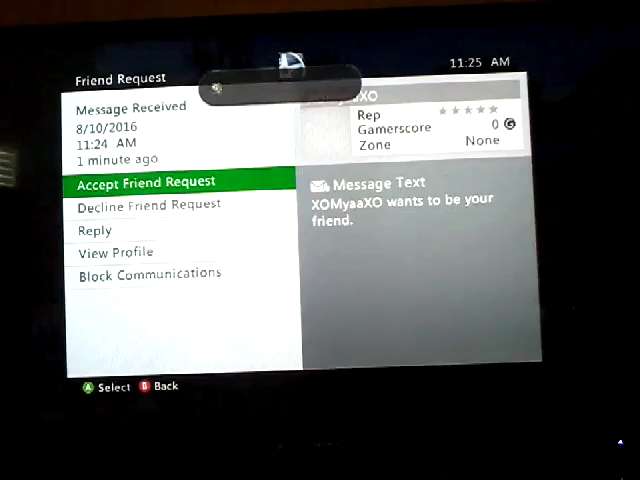 Friend Request
11:25 AM
Message Received
8/10/2016
11:24 AM
1 minute ago
Accept Friend Request
Decline Friend Request
Reply
View Profile
Block Communications
Rep
Gamerscore 0 G
Zone None
Message Text
XOMyaaXO wants to be your
friend.
A Select B Back